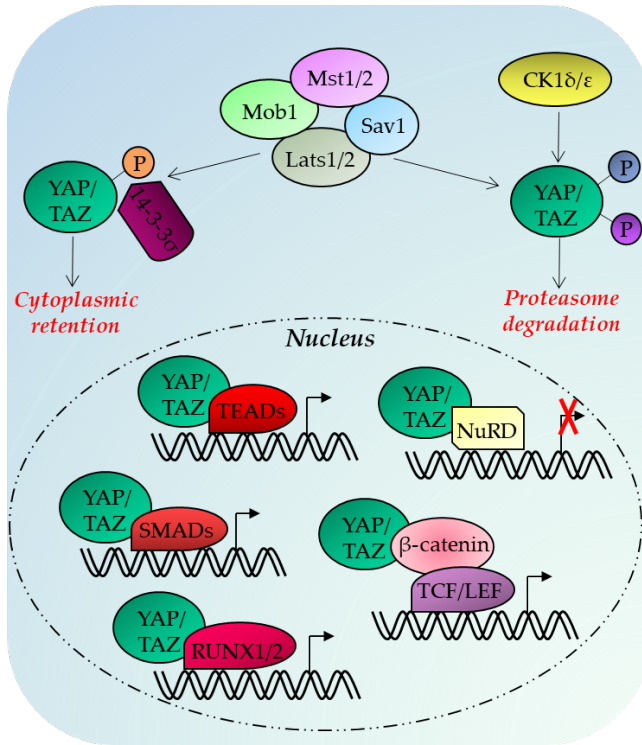 Mst1/2
Mob1
Sav1
Lats1/2
CK1δ/ε
P
YAP/
TAZ
14-3-3σ
P
YAP/
TAZ
P
Cytoplasmic
retention
Proteasome
degradation
Nucleus
YAP/
TAZ
TEADs
YAP/
TAZ
NuRD
YAP/
TAZ
SMADs
YAP/
TAZ
β-catenin
TCF/LEF
YAP/
TAZ
RUNX1/2